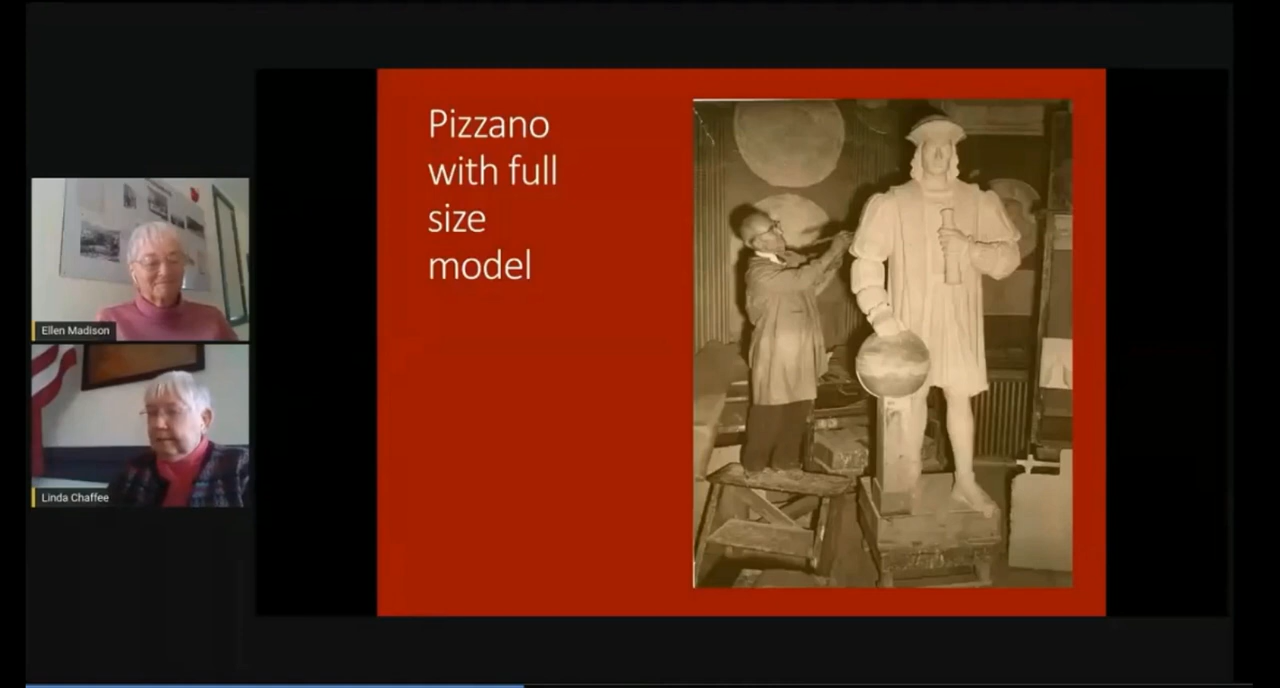 Pizzano
with full
size
model
Ellen Madison
Linda Chaffee